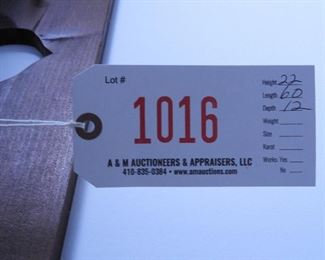 Lot #
1016
A & M AUCTIONEERS & APPRAISERS, LLC
410-835-0384 • www.amauctions.com
Height 22
Length 60
Depth 12
Weight
Size
Karat
Works: Yes
No